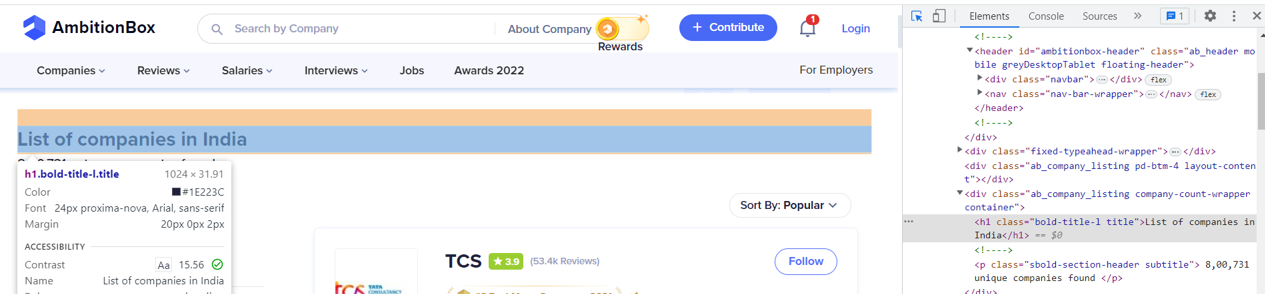 AmbitionBox
Search by Company
About Company
Rewards
+ Contribute
1
Login
Companies
Reviews
Salaries
Interviews
Jobs
Awards 2022
For Employers
List of companies in India
h1.bold-title-l.title 1024 × 31.91
Color #1E223C
Font 24px proxima-nova, Arial, sans-serif
Margin 20px 0px 2px
ACCESSIBILITY
Contrast Aa 15.56
Name List of companies in India
Sort By: Popular
TCS ★ 3.9 (53.4k Reviews)
Follow
TATA
Elements Console Sources » 1
<!---->
<header id="ambitionbox-header" class="ab_header mo
bile greyDesktopTablet floating-header">
<div class="navbar">⋯</div> flex
<nav class="nav-bar-wrapper">⋯</nav> flex
</header>
<!---->
</div>
<div class="fixed-typeahead-wrapper">⋯</div>
<div class="ab_company_listing pd-btm-4 layout-conten
t"></div>
<div class="ab_company_listing company-count-wrapper
container">
<h1 class="bold-title-l title">List of companies in
India</h1> == $0
<!---->
<p class="sbold-section-header subtitle"> 8,00,731
unique companies found </p>
</div>